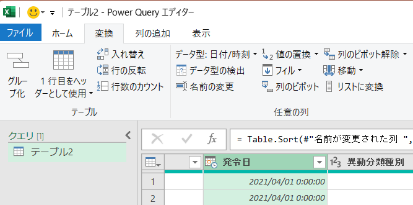 テーブル2 - Power Query エディター
ファイル ホーム 変換 列の追加 表示
グループ化
1 行目をヘッダーとして使用
入れ替え
行の反転
行数のカウント
テーブル
データ型: 日付/時刻
データ型の検出
名前の変更
値の置換
フィル
列のピボット
列のピボット解除
移動
リストに変換
任意の列
クエリ [1]
テーブル2
fx
= Table.Sort(#"名前が変更された列 ",
発令日 123 異動分類種別
1 2021/04/01 0:00:00
2 2021/04/01 0:00:00